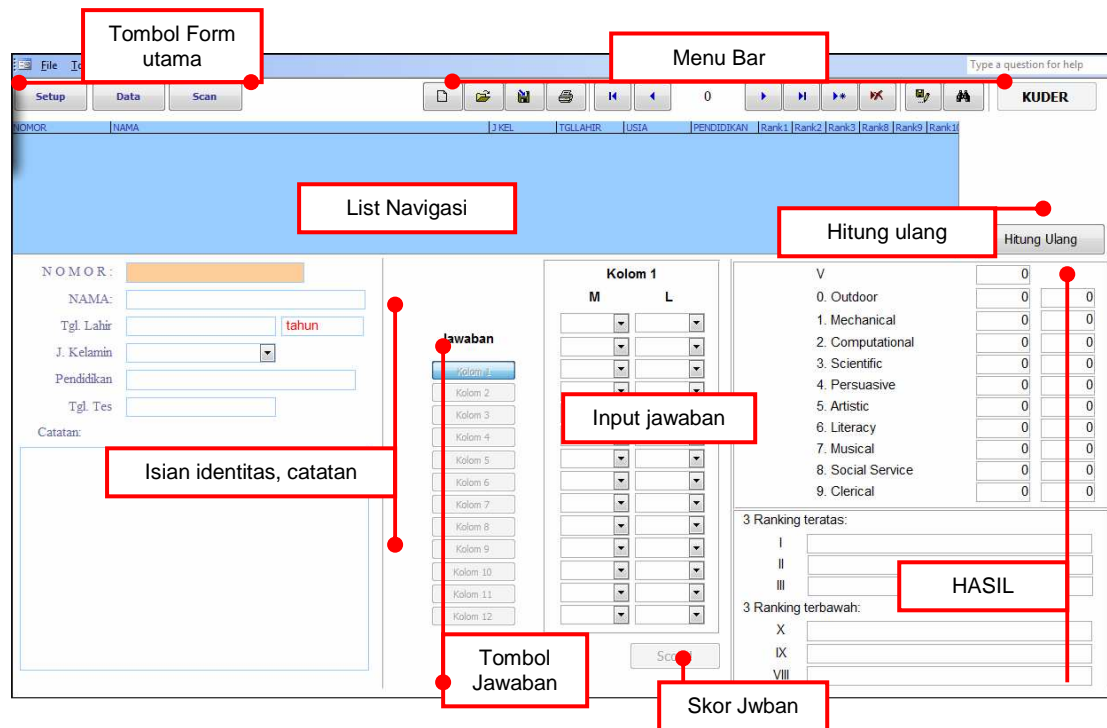 Tombol Form
utama
Menu Bar
File
Type a question for help
Setup Data Scan 0 KUDER
NOMOR NAMA J KEL TGLLAHIR USIA PENDIDIKAN Rank1 Rank2 Rank3 Rank8 Rank9
List Navigasi
Hitung ulang
Hitung Ulang
NOMOR:
NAMA:
Tgl. Lahir tahun
J. Kelamin
Pendidikan
Tgl. Tes
Catatan:
Isian identitas, catatan
Jawaban
Kolom 1
Kolom 2
Kolom 3
Kolom 4
Kolom 5
Kolom 6
Kolom 7
Kolom 8
Kolom 9
Kolom 10
Kolom 11
Kolom 12
Tombol
Jawaban
Kolom 1
M L
Input jawaban
Skor Jwban
V 0
0. Outdoor 0 0
1. Mechanical 0 0
2. Computational 0 0
3. Scientific 0 0
4. Persuasive 0 0
5. Artistic 0 0
6. Literacy 0 0
7. Musical 0 0
8. Social Service 0 0
9. Clerical 0 0
3 Ranking teratas:
I
II
III
HASIL
3 Ranking terbawah:
X
IX
VIII